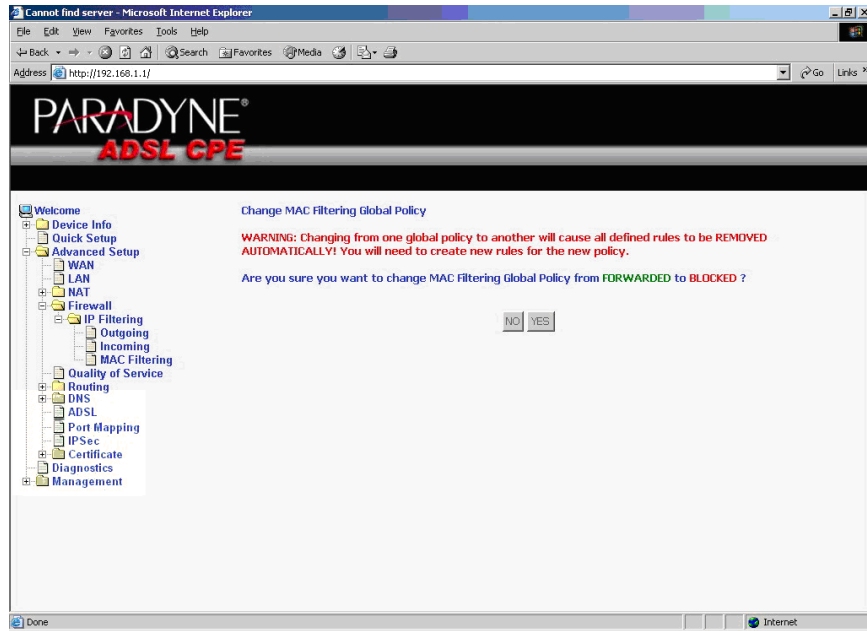 Cannot find server - Microsoft Internet Explorer
File Edit View Favorites Tools Help
Back Search Favorites Media
Address http://192.168.1.1/ Go Links »
PARADYNE®
ADSL CPE
Welcome
Device Info
Quick Setup
Advanced Setup
WAN
LAN
NAT
Firewall
IP Filtering
Outgoing
Incoming
MAC Filtering
Quality of Service
Routing
DNS
ADSL
Port Mapping
IPSec
Certificate
Diagnostics
Management
Change MAC Filtering Global Policy
WARNING: Changing from one global policy to another will cause all defined rules to be REMOVED
AUTOMATICALLY! You will need to create new rules for the new policy.
Are you sure you want to change MAC Filtering Global Policy from FORWARDED to BLOCKED ?
NO YES
Done Internet